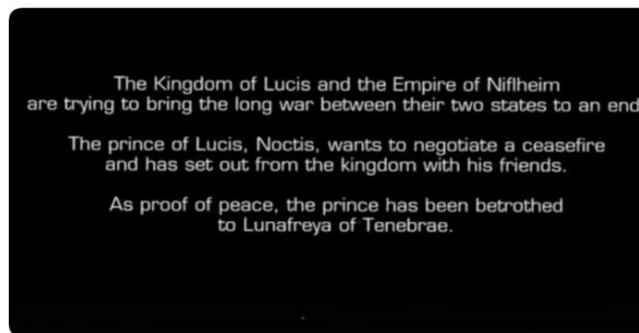 The Kingdom of Lucis and the Empire of Niflheim
are trying to bring the long war between their two states to an end
The prince of Lucis, Noctis, wants to negotiate a ceasefire
and has set out from the kingdom with his friends.
As proof of peace, the prince has been betrothed
to Lunafreya of Tenebrae.